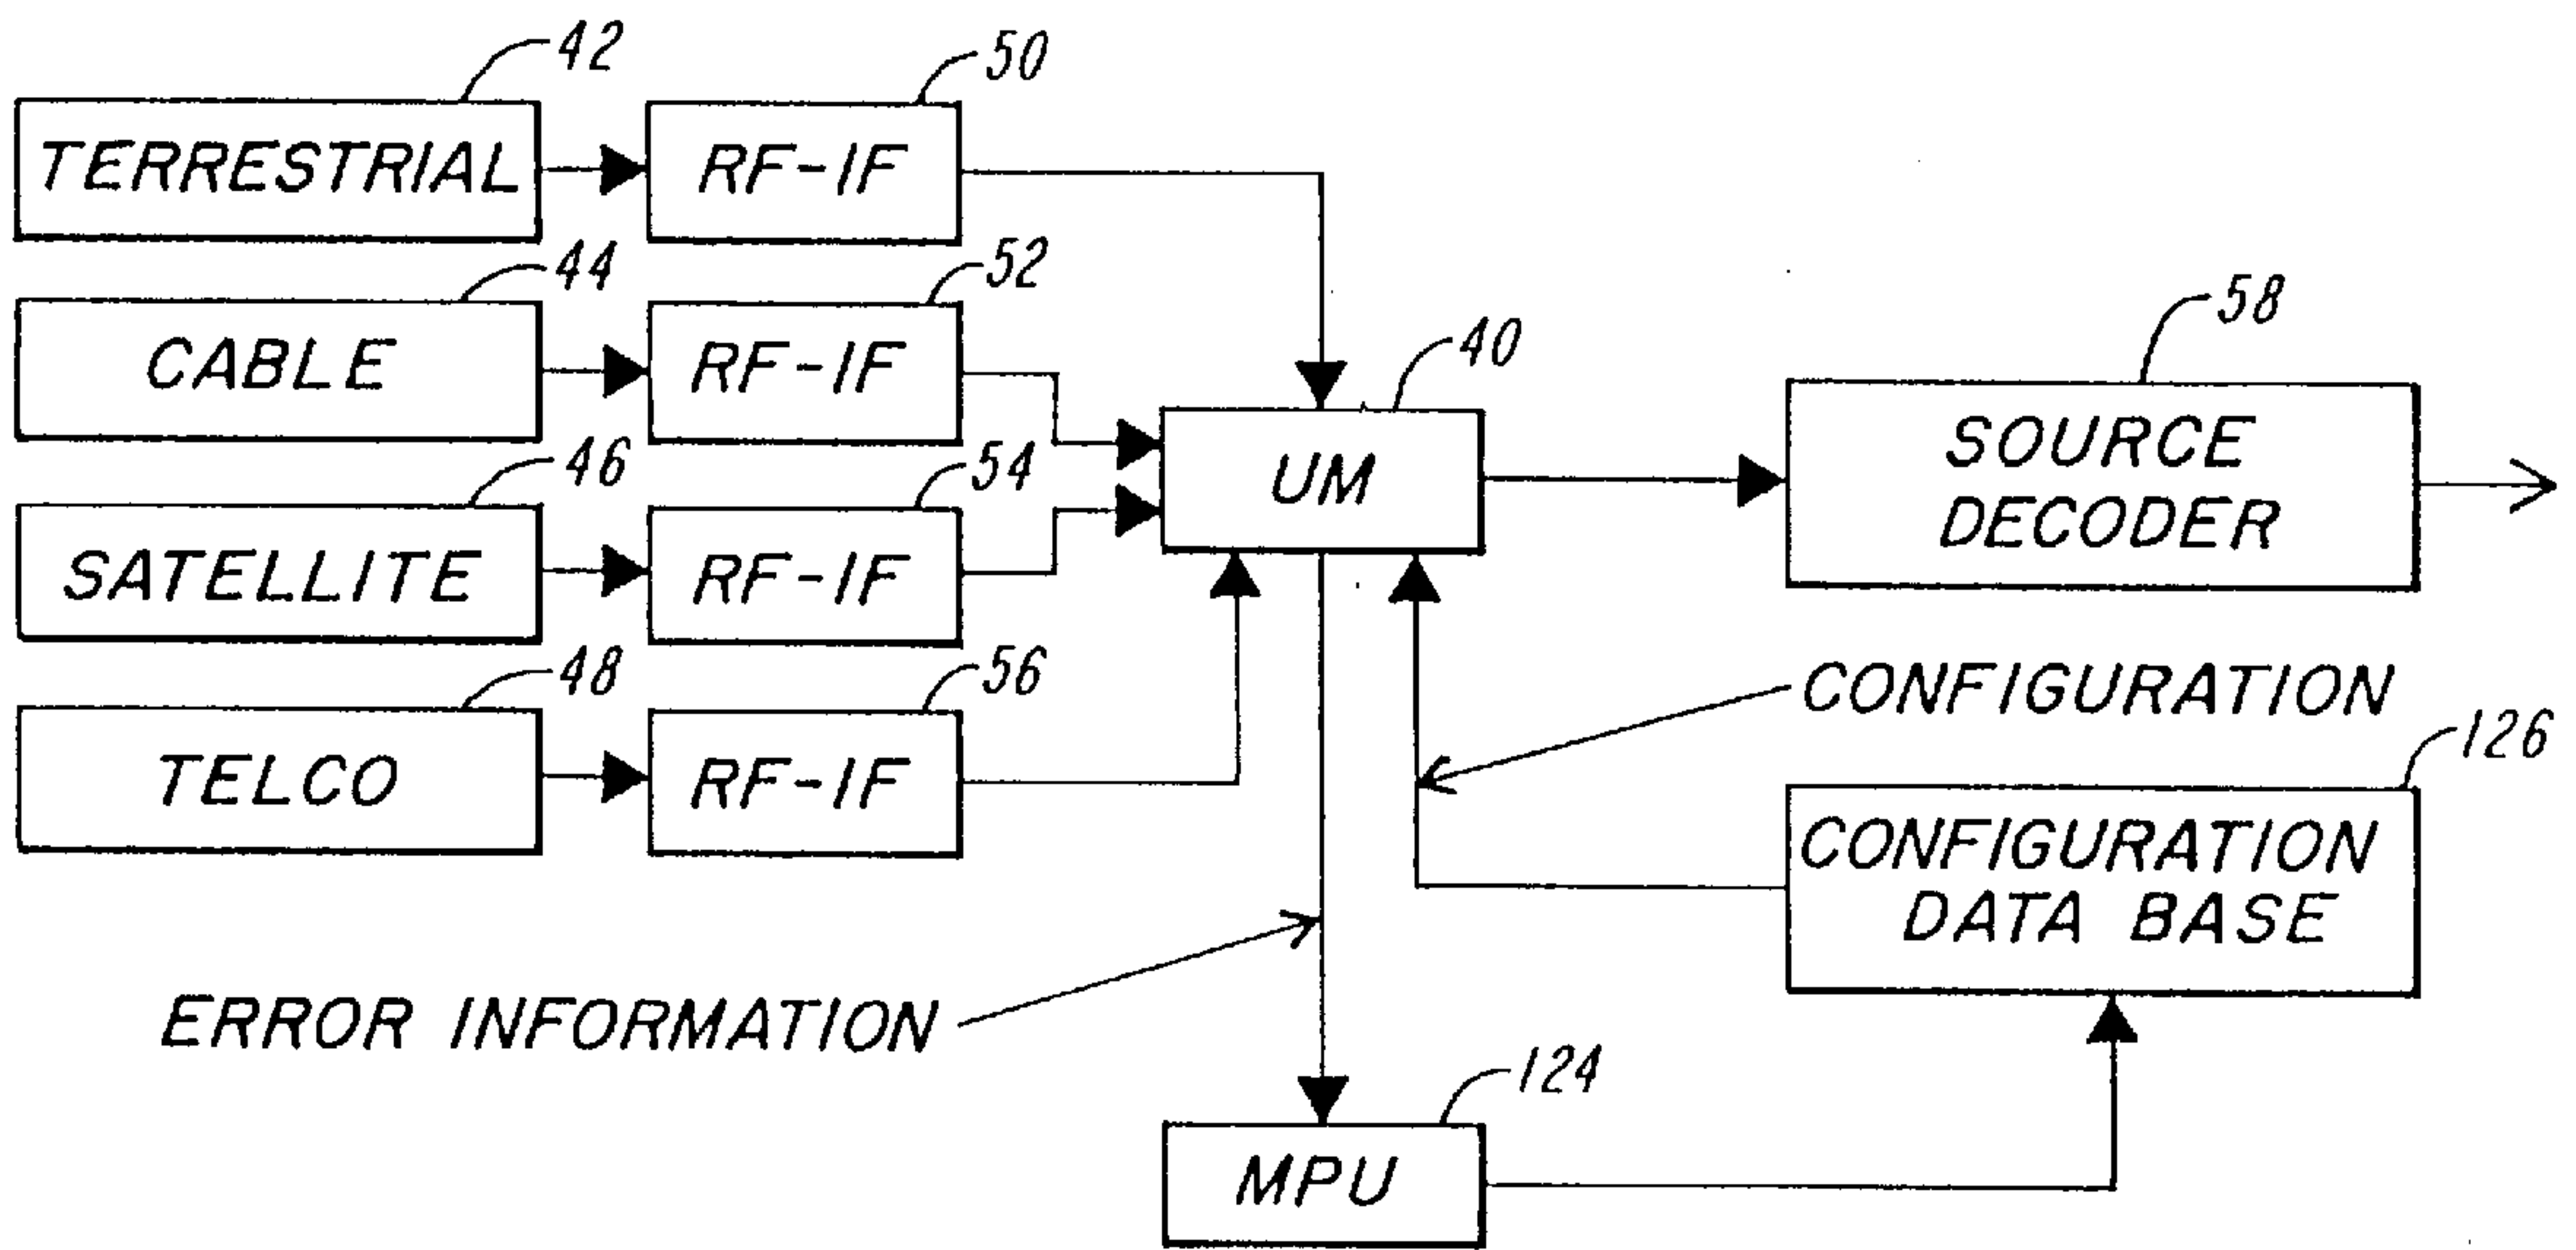 42
50
TERRESTRIAL
RF-IF
44
52
CABLE
RF-IF
40
58
46
54
UM
SOURCE
DECODER
SATELLITE
RF-IF
48
56
CONFIGURATION
TELCO
RF-IF
126
CONFIGURATION
DATA BASE
ERROR INFORMATION
124
MPU